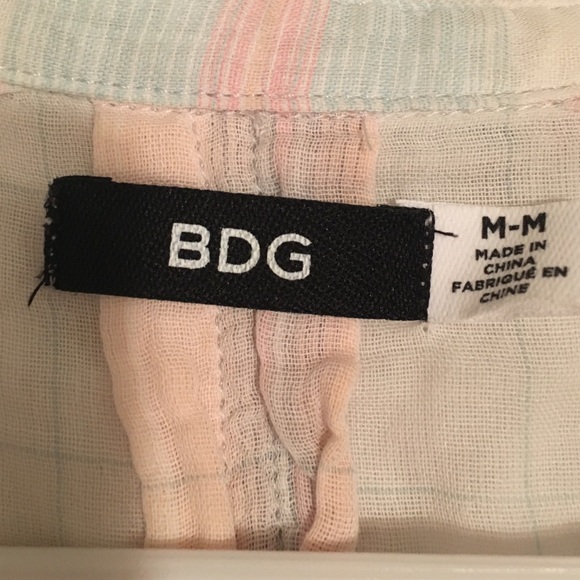 BDG
M-M
MADE IN
CHINA
FABRIQUÉ EN
CHINE